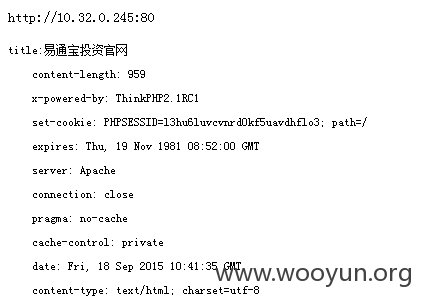 http://10.32.0.245:80
title:易通宝投资官网
content-length: 959
x-powered-by: ThinkPHP2.1RC1
set-cookie: PHPSESSID=l3hu6luvcvnrd0kf5uavdhflo3; path=/
expires: Thu, 19 Nov 1981 08:52:00 GMT
server: Apache
connection: close
pragma: no-cache
cache-control: private
date: Fri, 18 Sep 2015 10:41:35 GMT
www.wooyun.org
content-type: text/html; charset=utf-8